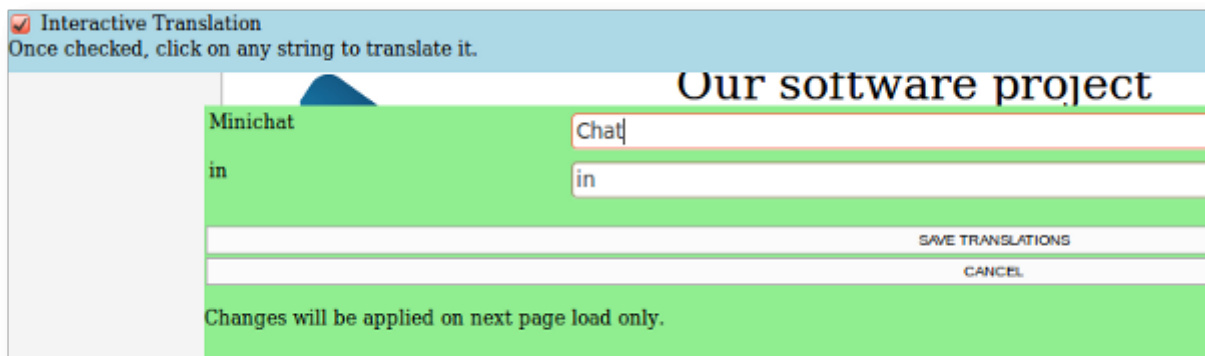 Interactive Translation
Once checked, click on any string to translate it.
Our software project
Minichat
Chat
in
in
SAVE TRANSLATIONS
CANCEL
Changes will be applied on next page load only.